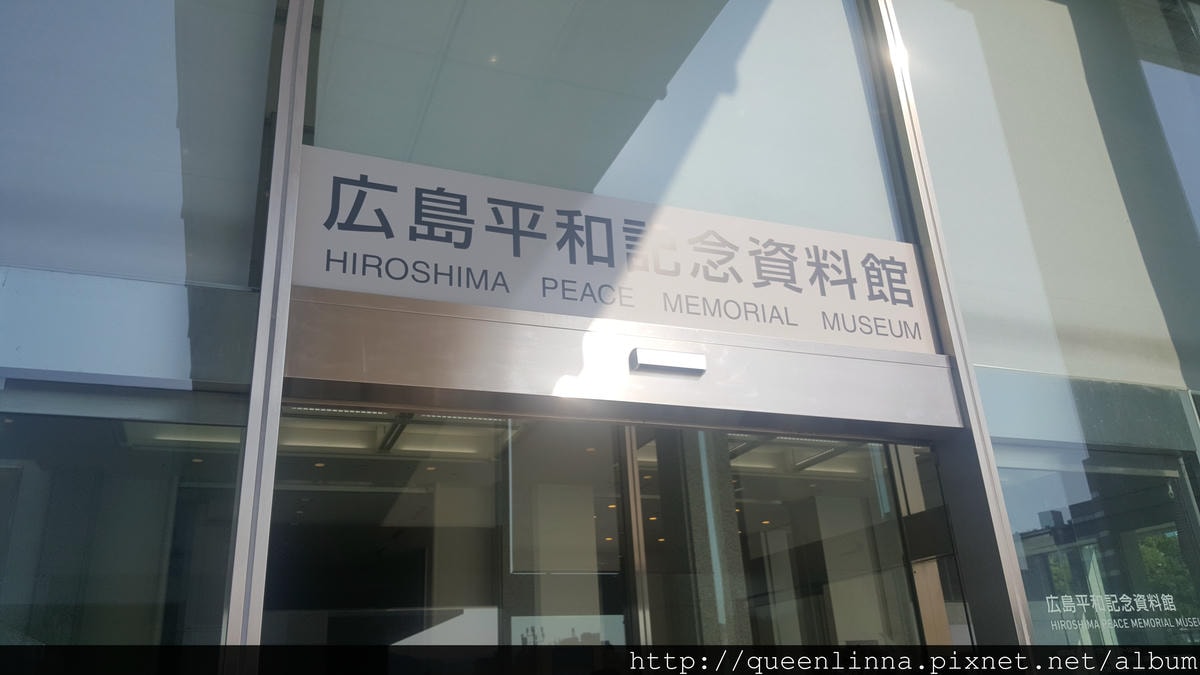 広島平和記念資料館
HIROSHIMA PEACE MEMORIAL MUSEUM
広島平和記念資料館
HIROSHIMA PEACE MEMORIAL MUSEU
http://queenlinna.pixnet.net/album